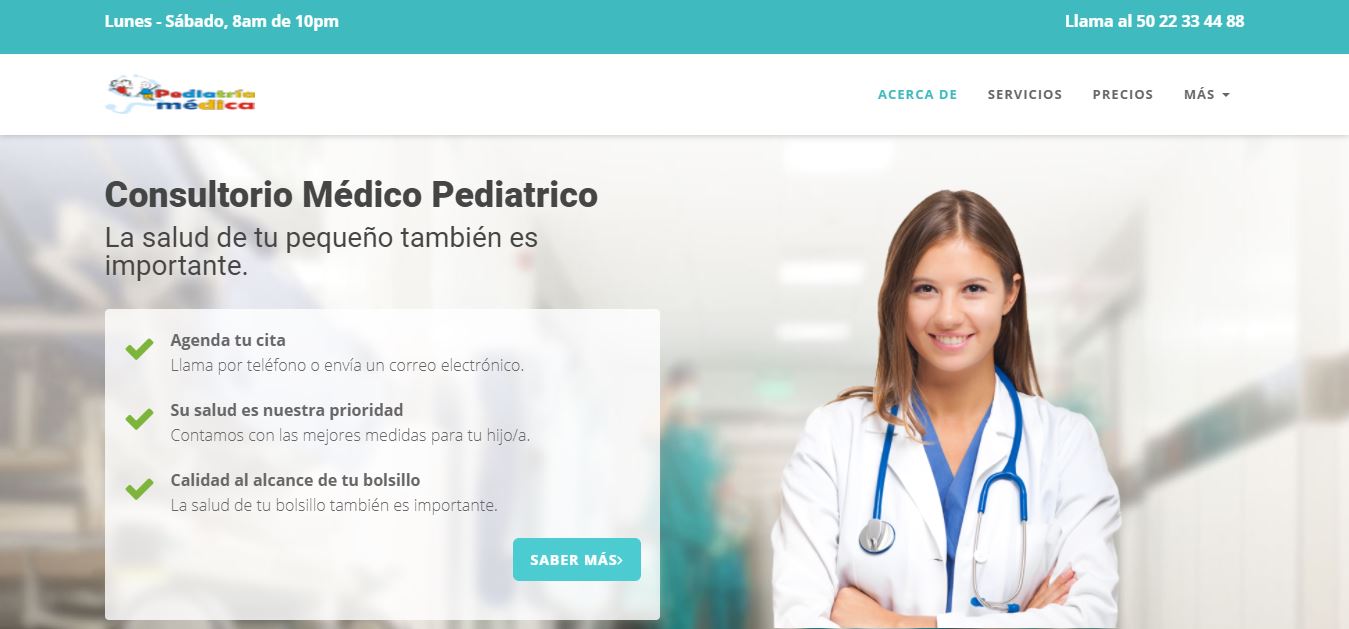 Lunes - Sábado, 8am de 10pm
Llama al 50 22 33 44 88
Pediatría
médica
ACERCA DE
SERVICIOS
PRECIOS
MÁS
Consultorio Médico Pediatrico
La salud de tu pequeño también es
importante.
Agenda tu cita
Llama por teléfono o envía un correo electrónico.
Su salud es nuestra prioridad
Contamos con las mejores medidas para tu hijo/a.
Calidad al alcance de tu bolsillo
La salud de tu bolsillo también es importante.
SABER MÁS›